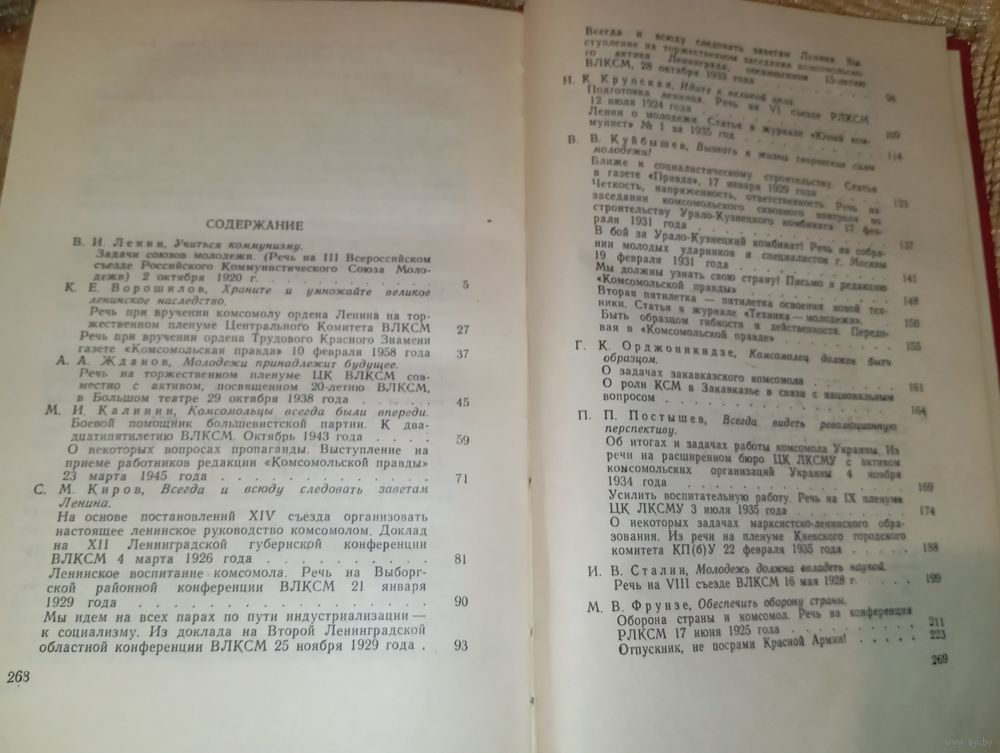 СОДЕРЖАНИЕ
В. И. Ленин, Учиться коммунизму.
Задачи союзов молодежи. (Речь на III Всероссийском
съезде Российского Коммунистического Союза Моло-
дежи) 2 октября 1920 г. . . . . . . . . . . 5
К. Е. Ворошилов, Храните и умножайте великое
ленинское наследство.
Речь при вручении комсомолу ордена Ленина на тор-
жественном пленуме Центрального Комитета ВЛКСМ 27
Речь при вручении ордена Трудового Красного Знамени
газете «Комсомольская правда» 10 февраля 1958 года 37
А. А. Жданов, Молодежи принадлежит будущее.
Речь на торжественном пленуме ЦК ВЛКСМ сов-
местно с активом, посвященном 20-летию ВЛКСМ,
в Большом театре 29 октября 1938 года . . . . . 45
М. И. Калинин, Комсомольцы всегда были впереди.
Боевой помощник большевистской партии. К два-
дцатипятилетию ВЛКСМ. Октябрь 1943 года . . . . 59
О некоторых вопросах пропаганды. Выступление на
приеме работников редакции «Комсомольской правды»
23 марта 1945 года . . . . . . . . . . . . 71
С. М. Киров, Всегда и всюду следовать заветам
Ленина.
На основе постановлений XIV съезда организовать
настоящее ленинское руководство комсомолом. Доклад
на XII Ленинградской губернской конференции
ВЛКСМ 4 марта 1926 года . . . . . . . . . . 81
Ленинское воспитание комсомола. Речь на Выборг-
ской районной конференции ВЛКСМ 21 января
1929 года . . . . . . . . . . . . . . . 90
Мы идем на всех парах по пути индустриализации —
к социализму. Из доклада на Второй Ленинградской
областной конференции ВЛКСМ 25 ноября 1929 года . 93
268
Всегда и всюду следовать заветам Ленина. Вы-
ступление на торжественном заседании комсомольско-
го актива Ленинграда, посвященном 15-летию
ВЛКСМ, 28 октября 1933 года . . . . . . . 98
Н. К. Крупская, Идите к великой цели.
Подготовка ленинца. Речь на VI съезде РЛКСМ
12 июля 1924 года . . . . . . . . . . . 109
Ленин о молодежи. Статья в журнале «Юный ком-
мунист» № 1 за 1935 год . . . . . . . . . 114
В. В. Куйбышев, Вызвать к жизни творческие силы
молодежи!
Ближе к социалистическому строительству. Статья
в газете «Правда», 17 января 1929 года . . . . 133
Четкость, напряженность, ответственность. Речь на
заседании комсомольского сквозного контроля по
строительству Урало-Кузнецкого комбината 17 фев-
раля 1931 года . . . . . . . . . . . . 137
В бой за Урало-Кузнецкий комбинат! Речь на собра-
нии молодых ударников и специалистов г. Москвы
19 февраля 1931 года . . . . . . . . . . 141
Мы должны узнать свою страну! Письмо в редакцию
«Комсомольской правды» . . . . . . . . . 148
Вторая пятилетка — пятилетка освоения новой тех-
ники. Статья в журнале «Техника — молодежи» . . 150
Быть образцом гибкости и действенности. Передо-
вая в «Комсомольской правде» . . . . . . . 155
Г. К. Орджоникидзе, Комсомолец должен быть
образцом.
О задачах закавказского комсомола . . . . . . 161
О роли КСМ в Закавказье в связи с национальным
вопросом . . . . . . . . . . . . . . 164
П. П. Постышев, Всегда видеть революционную
перспективу.
Об итогах и задачах работы комсомола Украины. Из
речи на расширенном бюро ЦК ЛКСМУ с активом
комсомольских организаций Украины 4 ноября
1934 года . . . . . . . . . . . . . . 169
Усилить воспитательную работу. Речь на IX пленуме
ЦК ЛКСМУ 3 июля 1935 года . . . . . . . . 174
О некоторых задачах марксистско-ленинского обра-
зования. Из речи на пленуме Киевского городского
комитета КП(б)У 22 февраля 1935 года . . . . . 188
И. В. Сталин, Молодежь должна овладеть наукой.
Речь на VIII съезде ВЛКСМ 16 мая 1928 г. . . . . 199
М. В. Фрунзе, Обеспечить оборону страны.
Оборона страны и комсомол. Речь на конференции
РЛКСМ 17 июня 1925 года . . . . . . . . . 211
Отпускник, не посрами Красной Армии! . . . . . 223
269
www.ay.by